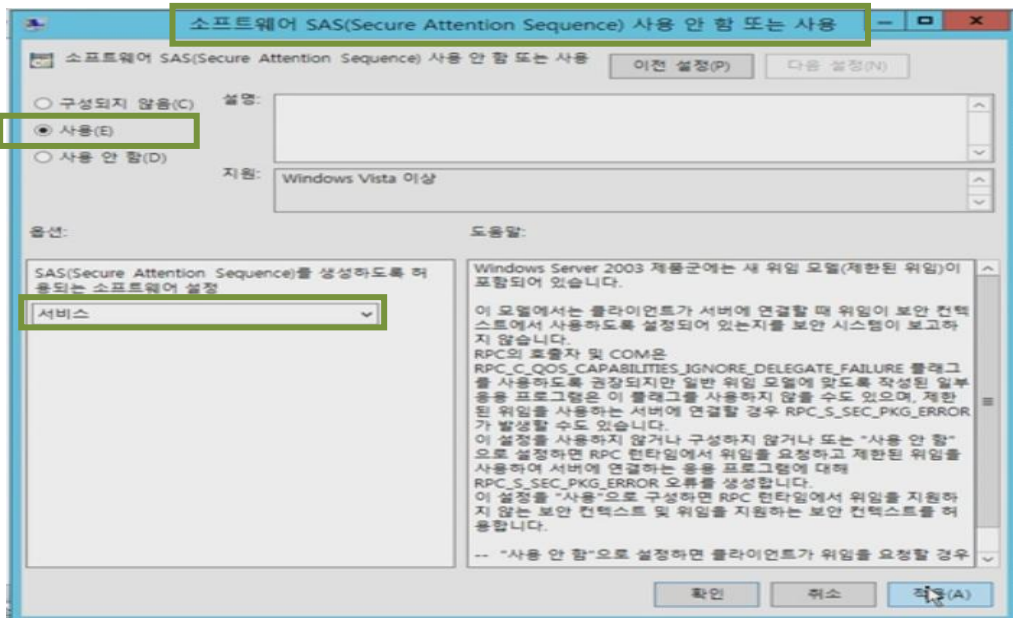 소프트웨어 SAS(Secure Attention Sequence) 사용 안 함 또는 사용
소프트웨어 SAS(Secure Attention Sequence) 사용 안 함 또는 사용
이전 설정(P)
다음 설정(N)
구성되지 않음(C)
설명:
사용(E)
사용 안 함(D)
지원:
Windows Vista 이상
옵션:
도움말:
SAS(Secure Attention Sequence)를 생성하도록 허
용되는 소프트웨어 설정
서비스
Windows Server 2003 제품군에는 새 위임 모델(제한된 위임)이
포함되어 있습니다.
이 모델에서는 클라이언트가 서버에 연결할 때 위임이 보안 컨텍
스트에서 사용하도록 설정되어 있는지를 보안 시스템이 보고하
지 않습니다.
RPC의 호출자 및 COM은
RPC_C_QOS_CAPABILITIES_IGNORE_DELEGATE_FAILURE 플래그
를 사용하도록 권장되지만 일반 위임 모델에 맞도록 작성된 일부
응용 프로그램은 이 플래그를 사용하지 않을 수도 있으며, 제한
된 위임을 사용하는 서버에 연결할 경우 RPC_S_SEC_PKG_ERROR
가 발생할 수도 있습니다.
이 설정을 사용하지 않거나 구성하지 않거나 또는 "사용 안 함"
으로 설정하면 RPC 런타임에서 위임을 요청하고 제한된 위임을
사용하여 서버에 연결하는 응용 프로그램에 대해
RPC_S_SEC_PKG_ERROR 오류를 생성합니다.
이 설정을 "사용"으로 구성하면 RPC 런타임에서 위임을 지원하
지 않는 보안 컨텍스트 및 위임을 지원하는 보안 컨텍스트를 허
용합니다.
-- "사용 안 함"으로 설정하면 클라이언트가 위임을 요청할 경우
확인
취소
적용(A)